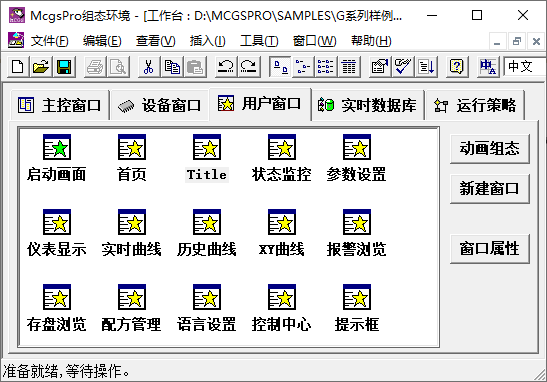 McgsPro组态环境 - [工作台 : D:\MCGSPRO\SAMPLES\G系列样例...
文件(F) 编辑(E) 查看(V) 插入(I) 工具(T) 窗口(W) 帮助(H)
中文
主控窗口 设备窗口 用户窗口 实时数据库 运行策略
启动画面 首页 Title 状态监控 参数设置
动画组态
新建窗口
仪表显示 实时曲线 历史曲线 XY曲线 报警浏览
窗口属性
存盘浏览 配方管理 语言设置 控制中心 提示框
准备就绪,等待操作。